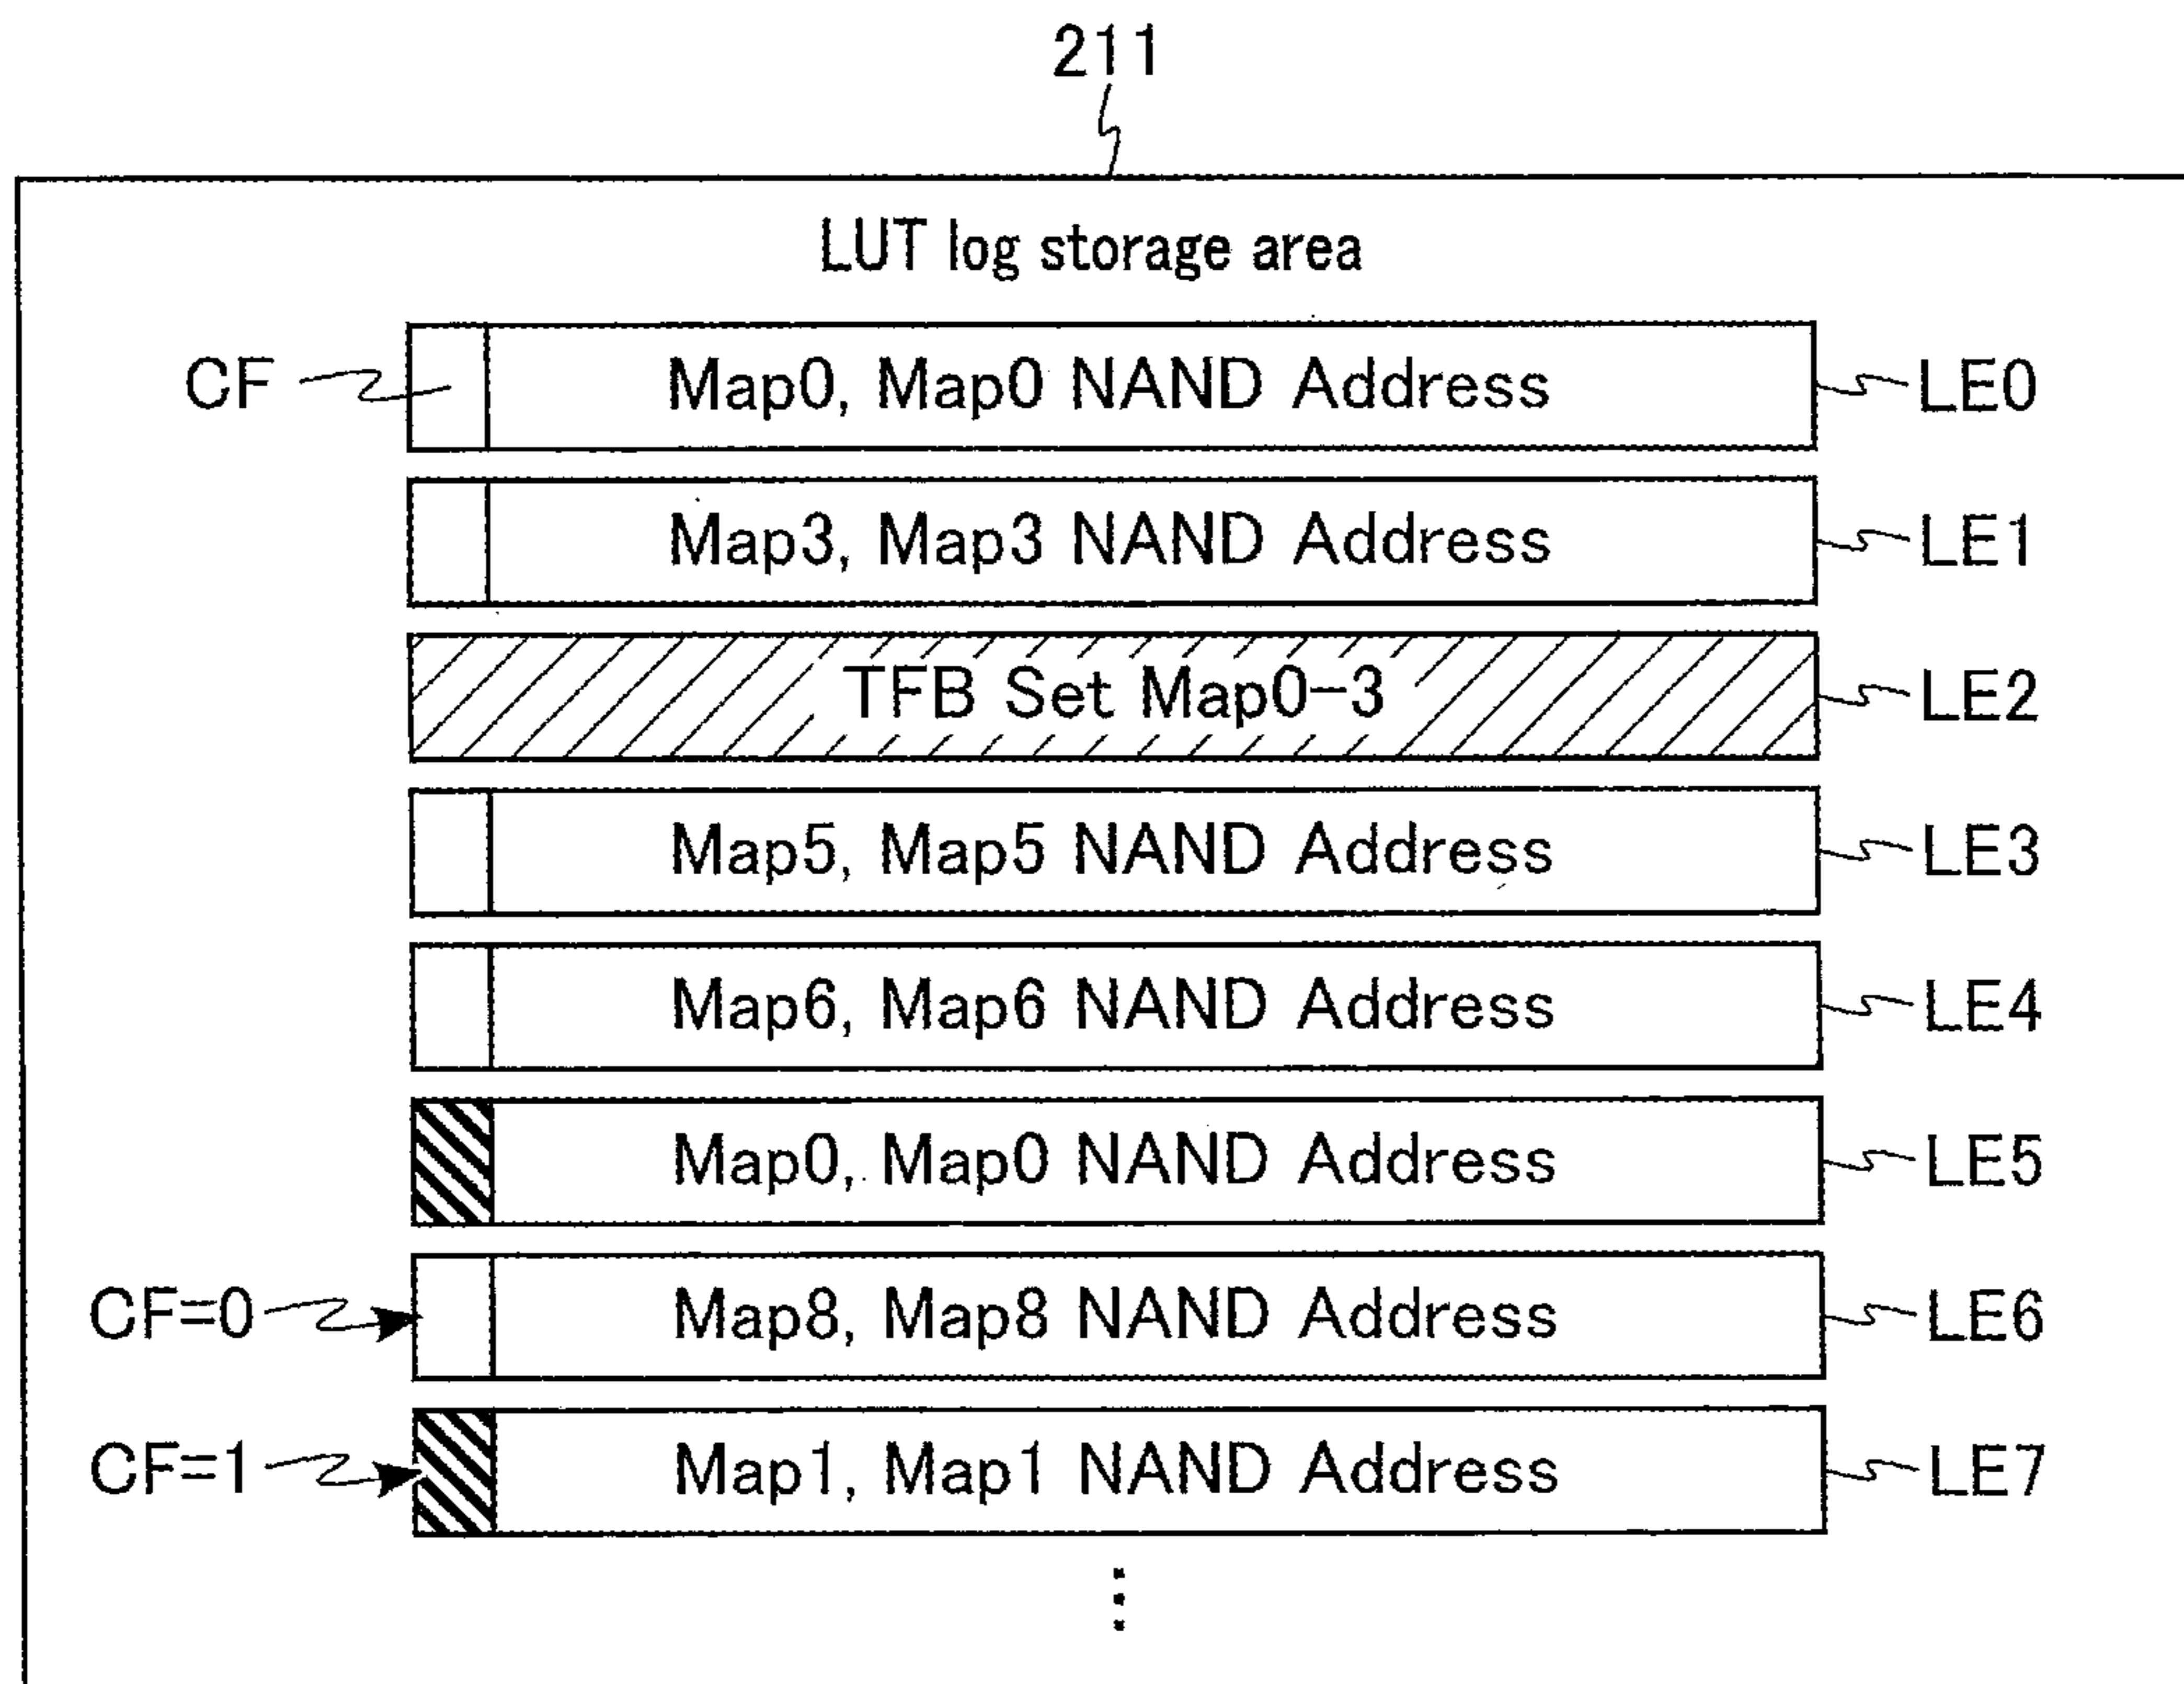 211
LUT log storage area
CF Map0, Map0 NAND Address LE0
Map3, Map3 NAND Address LE1
TFB Set Map0-3 LE2
Map5, Map5 NAND Address LE3
Map6, Map6 NAND Address LE4
Map0, Map0 NAND Address LE5
CF=0 Map8, Map8 NAND Address LE6
CF=1 Map1, Map1 NAND Address LE7
⋮